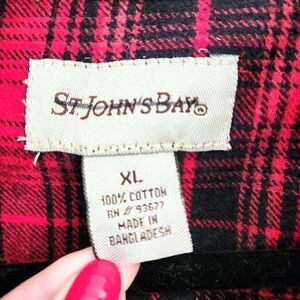 ST. JOHN'S BAY®
XL
100% COTTON
RN # 93677
MADE IN
BANGLADESH